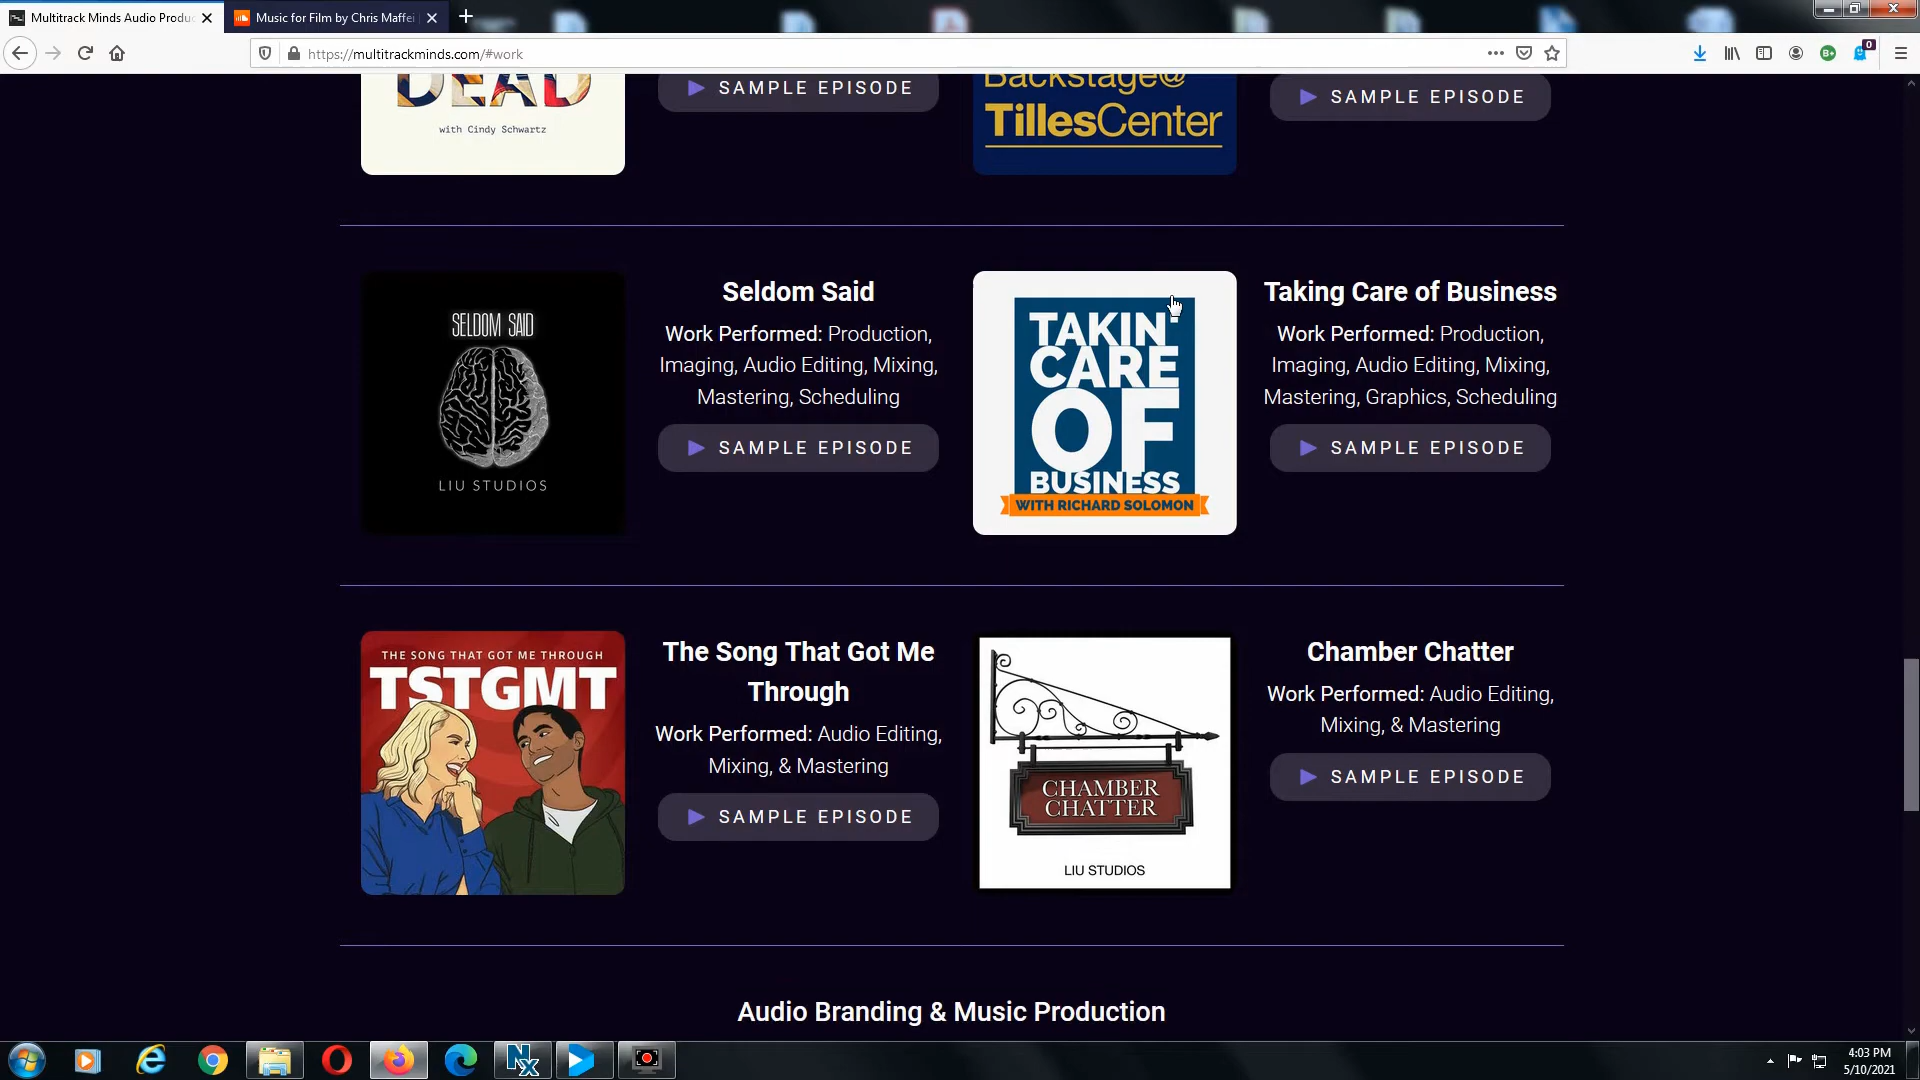 Multitrack Minds Audio Produc
Music for Film by Chris Maffei
https://multitrackminds.com/#work
0
DEAD
with Cindy Schwartz
SAMPLE EPISODE
Backstage@
TillesCenter
SAMPLE EPISODE
SELDOM SAID
LIU STUDIOS
Seldom Said
Work Performed: Production,
Imaging, Audio Editing, Mixing,
Mastering, Scheduling
SAMPLE EPISODE
TAKIN'
CARE
OF
BUSINESS
WITH RICHARD SOLOMON
Taking Care of Business
Work Performed: Production,
Imaging, Audio Editing, Mixing,
Mastering, Graphics, Scheduling
SAMPLE EPISODE
THE SONG THAT GOT ME THROUGH
TSTGMT
The Song That Got Me
Through
Work Performed: Audio Editing,
Mixing, & Mastering
SAMPLE EPISODE
CHAMBER
CHATTER
LIU STUDIOS
Chamber Chatter
Work Performed: Audio Editing,
Mixing, & Mastering
SAMPLE EPISODE
Audio Branding & Music Production
4:03 PM
5/10/2021